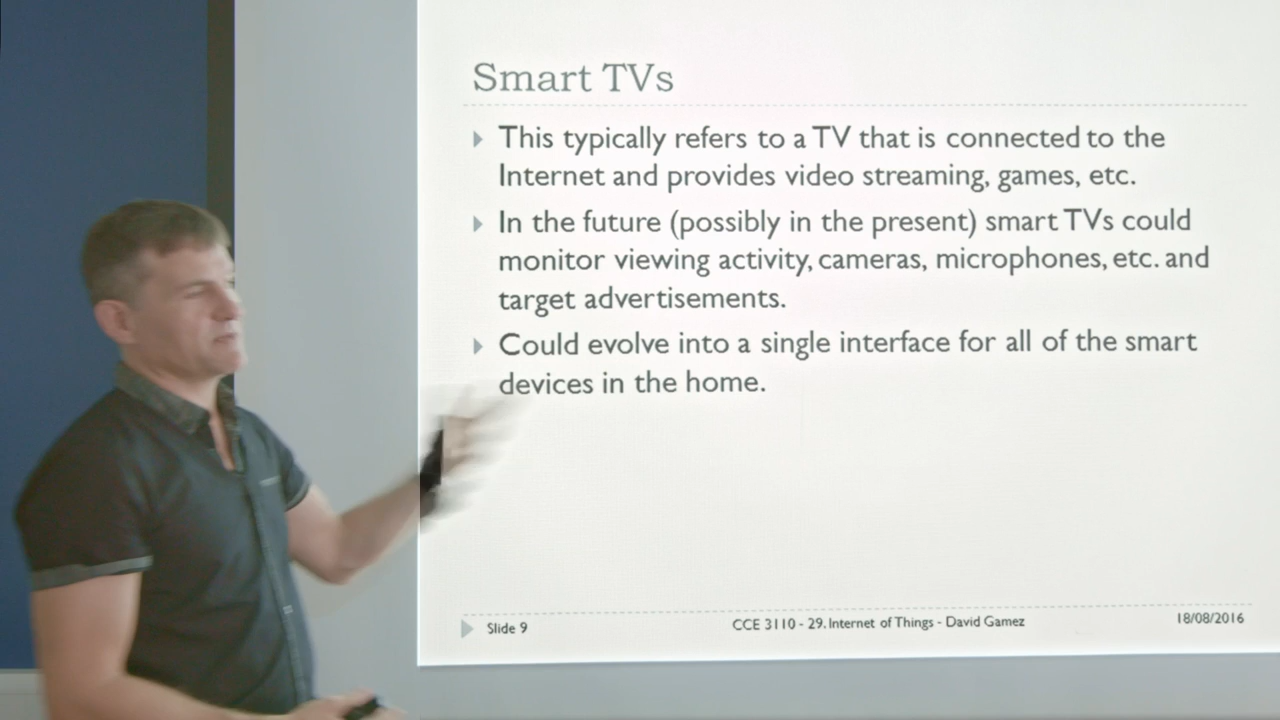 Smart TVs
This typically refers to a TV that is connected to the
Internet and provides video streaming, games, etc.
In the future (possibly in the present) smart TVs could
monitor viewing activity, cameras, microphones, etc. and
target advertisements.
Could evolve into a single interface for all of the smart
devices in the home.
Slide 9
CCE 3110 - 29. Internet of Things - David Gamez
18/08/2016